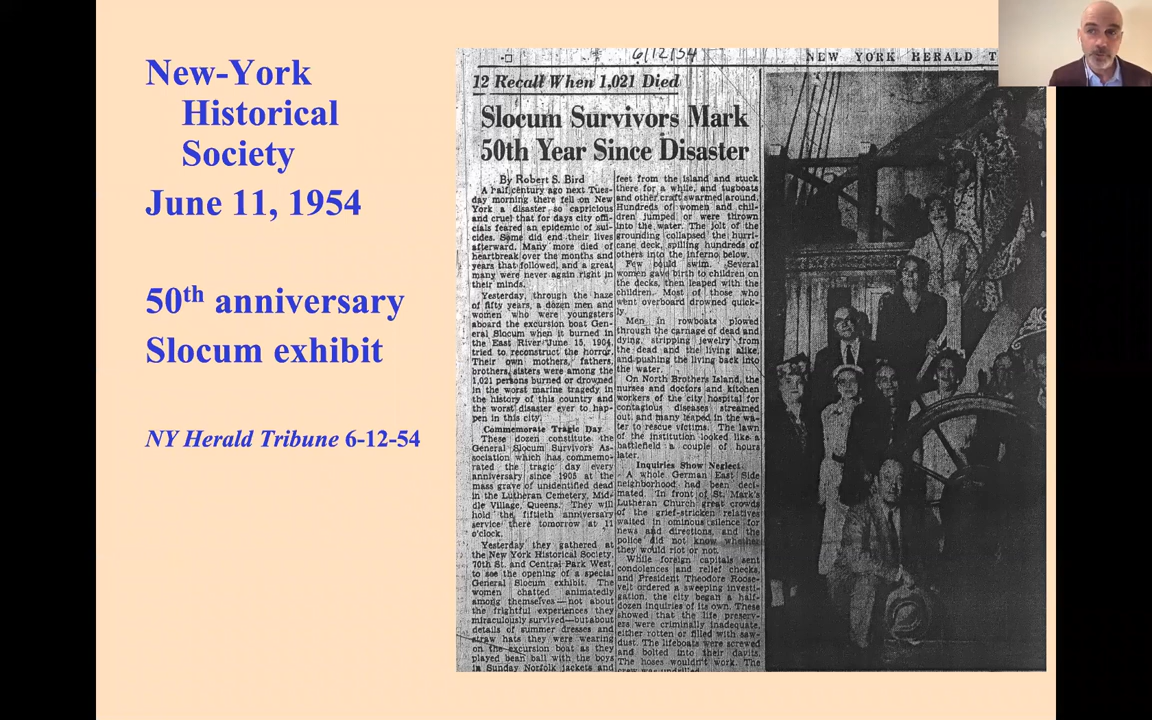 New-York
Historical
Society
June 11, 1954
50th anniversary
Slocum exhibit
NY Herald Tribune 6-12-54
6/12/54
NEW YORK HERALD T
12 Recall When 1,021 Died
Slocum Survivors Mark
50th Year Since Disaster
By Robert S. Bird
A half century ago next Tues-
day morning there fell on New
York a disaster so capricious
and cruel that for days city offi-
cials feared an epidemic of sui-
cides. Some did end their lives
afterward. Many more died of
heartbreak over the months and
years that followed, and a great
many were never again right in
their minds.
Yesterday, through the haze
of fifty years, a dozen men and
women who were youngsters
aboard the excursion boat Gen-
eral Slocum when it burned in
the East River June 15, 1904,
tried to reconstruct the horror.
Their own mothers, fathers,
brothers, sisters were among the
1,021 persons burned or drowned
in the worst marine tragedy in
the history of this country and
the worst disaster ever to hap-
pen in this city.
Commemorate Tragic Day
These dozen constitute the
General Slocum Survivors As-
sociation which has commemo-
rated the tragic day every
anniversary since 1905 at the
mass grave of unidentified dead
in the Lutheran Cemetery, Mid-
dle Village, Queens. They will
hold the fiftieth anniversary
service there tomorrow at 11
o'clock.
Yesterday they gathered at
the New York Historical Society,
70th St. and Central Park West,
to see the opening of a special
General Slocum exhibit. The
women chatted animatedly
among themselves—not about
the frightful experiences they
miraculously survived—but about
details of summer dresses and
straw hats they were wearing
on the excursion boat as they
played bean ball with the boys
in Sunday Norfolk jackets and
feet from the island and stuck
there for a while, and tugboats
and other craft swarmed around.
Hundreds of women and chil-
dren jumped or were thrown
into the water. The jolt of the
grounding collapsed the hurri-
cane deck, spilling hundreds of
others into the inferno below.
Few could swim. Several
women gave birth to children on
the decks, then leaped with the
children. Most of those who
went overboard drowned quick-
ly.
Men in rowboats plowed
through the carnage of dead and
dying, stripping jewelry from
the dead and the living alike,
and pushing the living back into
the water.
On North Brothers Island, the
nurses and doctors and kitchen
workers of the city hospital for
contagious diseases streamed
out, and many leaped in the wa-
ter to rescue victims. The lawn
of the institution looked like a
battlefield a couple of hours
later.
Inquiries Show Neglect
A whole German East Side
neighborhood had been deci-
mated. In front of St. Mark's
Lutheran Church great crowds
of the grief-stricken relatives
waited in ominous silence for
news and directions, and the
police did not know whether
they would riot or not.
While foreign capitals sent
condolences and relief checks,
and President Theodore Roose-
velt ordered a sweeping investi-
gation, the city began a half-
dozen inquiries of its own. These
showed that the life preserv-
ers were criminally inadequate,
either rotten or filled with saw-
dust. The lifeboats were screwed
and bolted into their davits.
The hoses wouldn't work. The